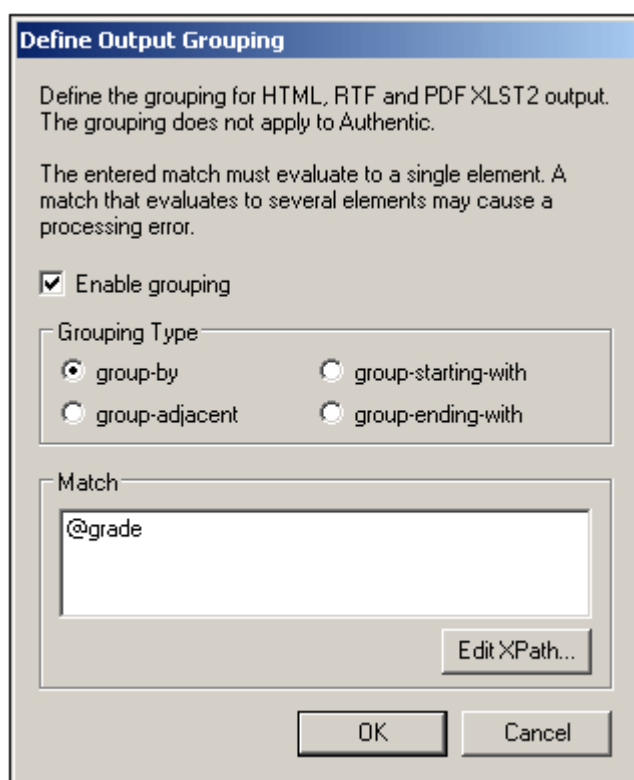 Define Output Grouping
Define the grouping for HTML, RTF and PDF XLST2 output.
The grouping does not apply to Authentic.
The entered match must evaluate to a single element. A
match that evaluates to several elements may cause a
processing error.
Enable grouping
Grouping Type
group-by group-starting-with
group-adjacent group-ending-with
Match
@grade
Edit XPath...
OK Cancel